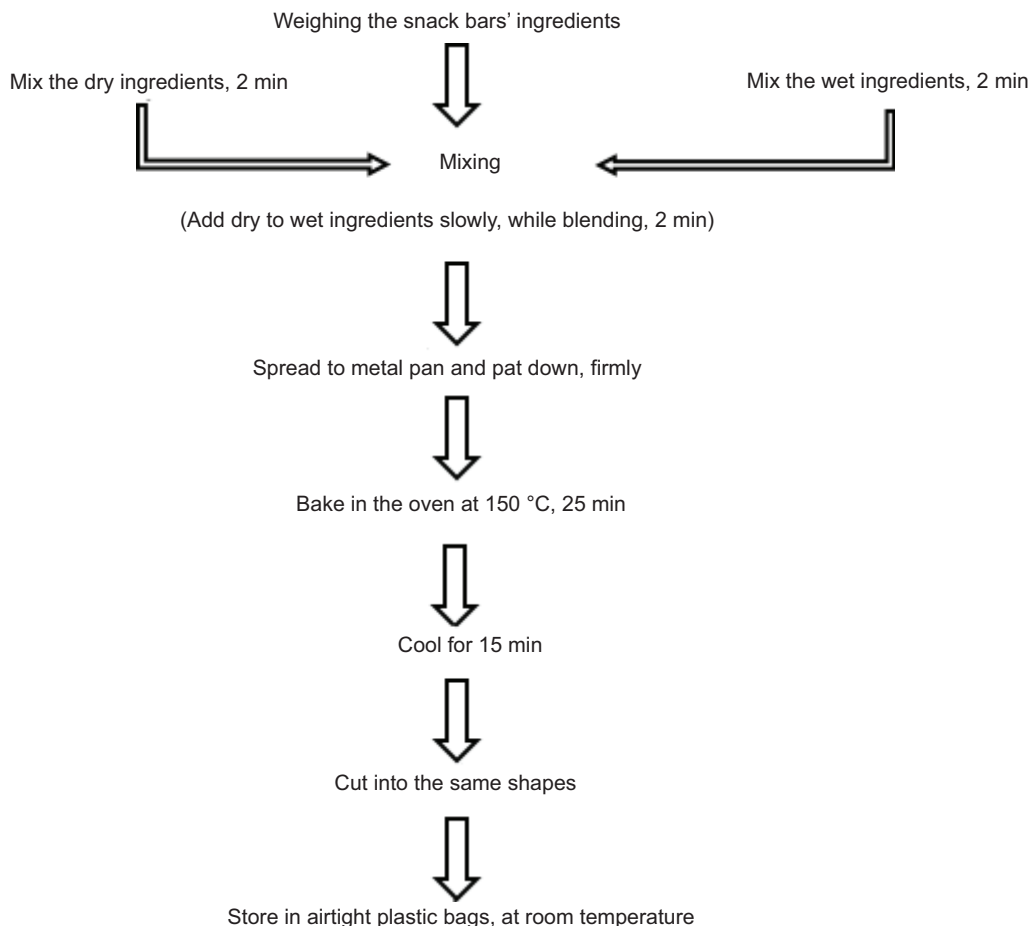 Weighing the snack bars’ ingredients
Mix the dry ingredients, 2 min
Mix the wet ingredients, 2 min
Mixing
(Add dry to wet ingredients slowly, while blending, 2 min)
Spread to metal pan and pat down, firmly
Bake in the oven at 150 °C, 25 min
Cool for 15 min
Cut into the same shapes
Store in airtight plastic bags, at room temperature